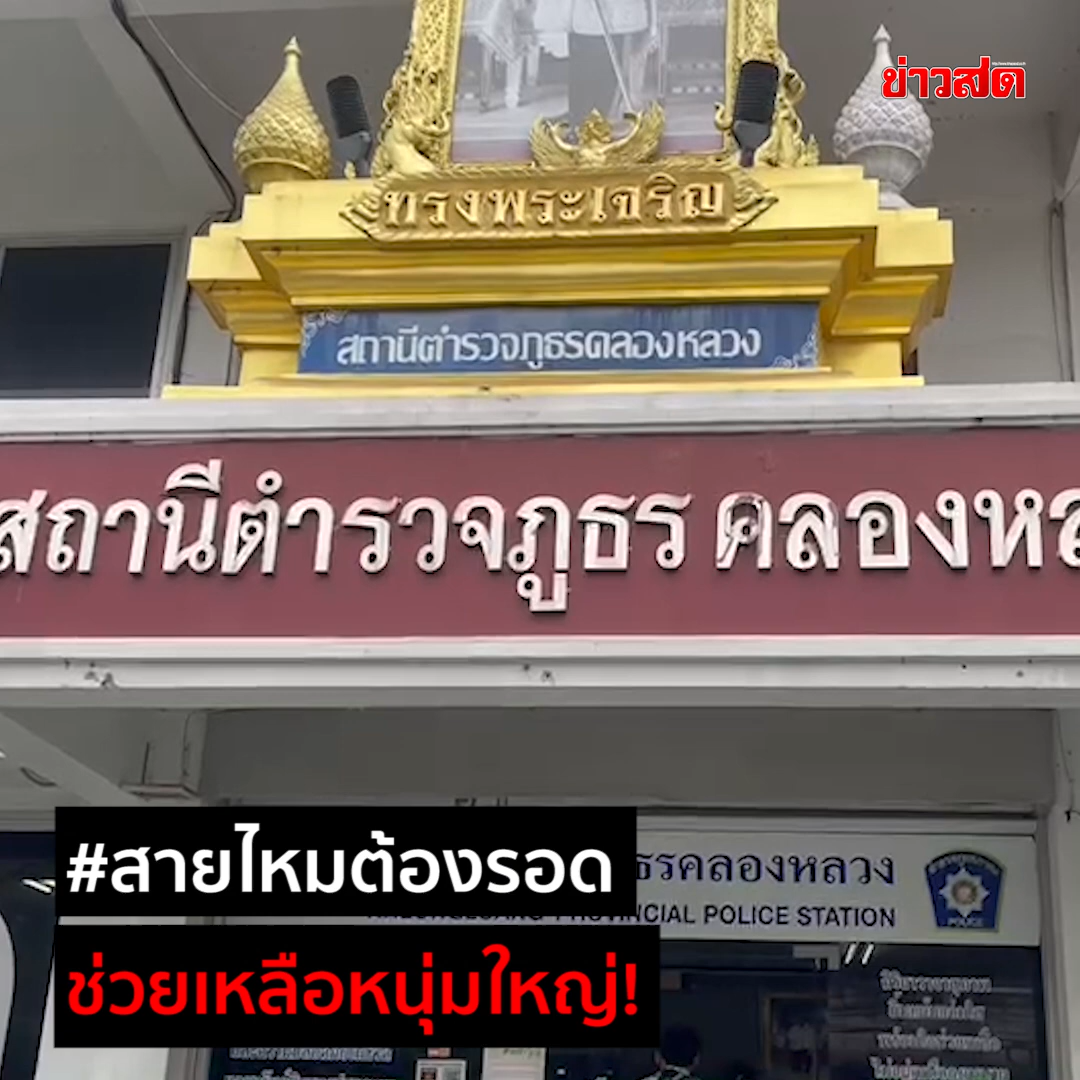 ข่าวสด
ทรงพระเจริญ
สถานีตำรวจภูธรคลองหลวง
สถานีตำรวจภูธร คลองหล
#สายไหมต้องรอด
ช่วยเหลือหนุ่มใหญ่!
ธรคลองหลวง
PROVINCIAL POLICE STATION
POLICE